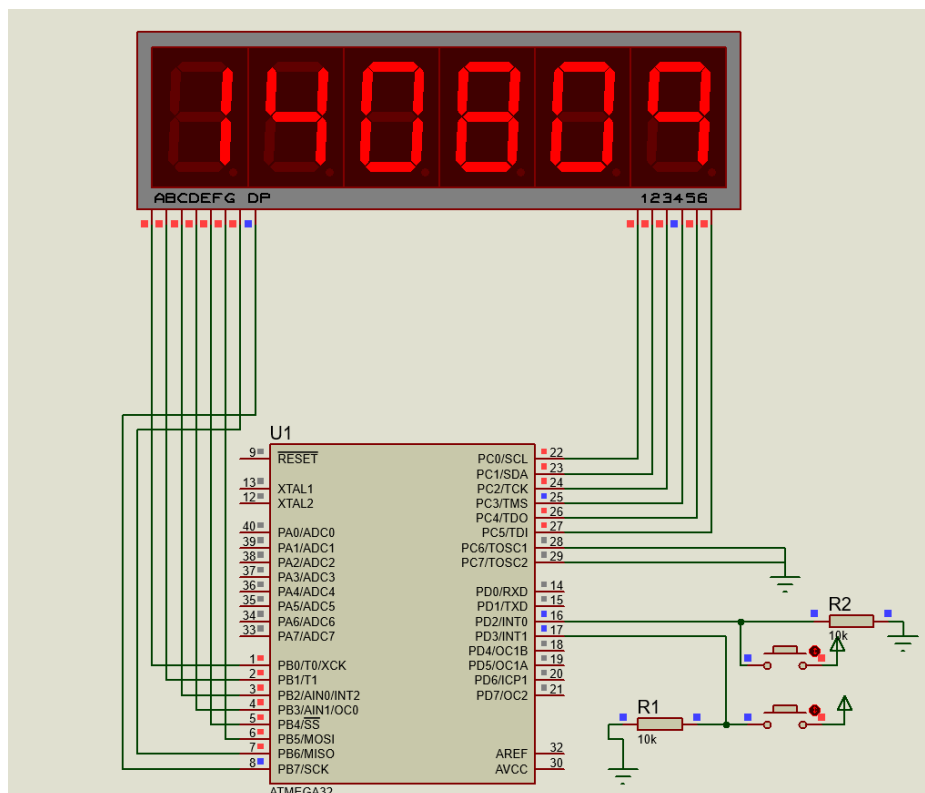 140809
ABCDEFG DP
123456
U1
9 RESET
13 XTAL1
12 XTAL2
40 PA0/ADC0
39 PA1/ADC1
38 PA2/ADC2
37 PA3/ADC3
36 PA4/ADC4
35 PA5/ADC5
34 PA6/ADC6
33 PA7/ADC7
1 PB0/T0/XCK
2 PB1/T1
3 PB2/AIN0/INT2
4 PB3/AIN1/OC0
5 PB4/SS
6 PB5/MOSI
7 PB6/MISO
8 PB7/SCK
PC0/SCL 22
PC1/SDA 23
PC2/TCK 24
PC3/TMS 25
PC4/TDO 26
PC5/TDI 27
PC6/TOSC1 28
PC7/TOSC2 29
PD0/RXD 14
PD1/TXD 15
PD2/INT0 16
PD3/INT1 17
PD4/OC1B 18
PD5/OC1A 19
PD6/ICP1 20
PD7/OC2 21
AREF 32
AVCC 30
ATMEGA32
R2
10k
R1
10k